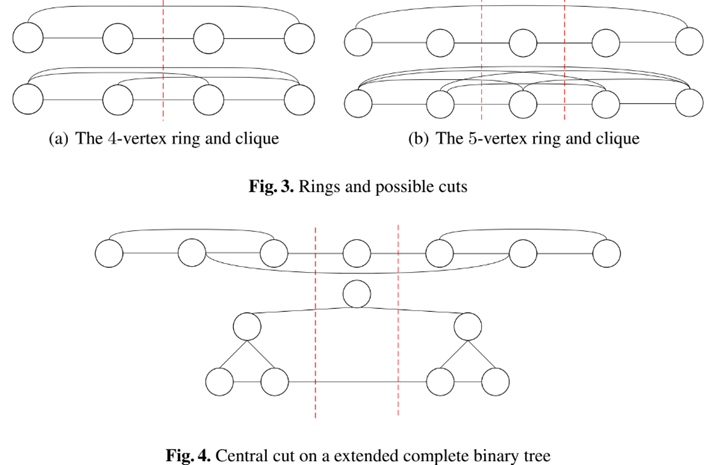 (a) The 4-vertex ring and clique
(b) The 5-vertex ring and clique
Fig. 3. Rings and possible cuts
Fig. 4. Central cut on a extended complete binary tree